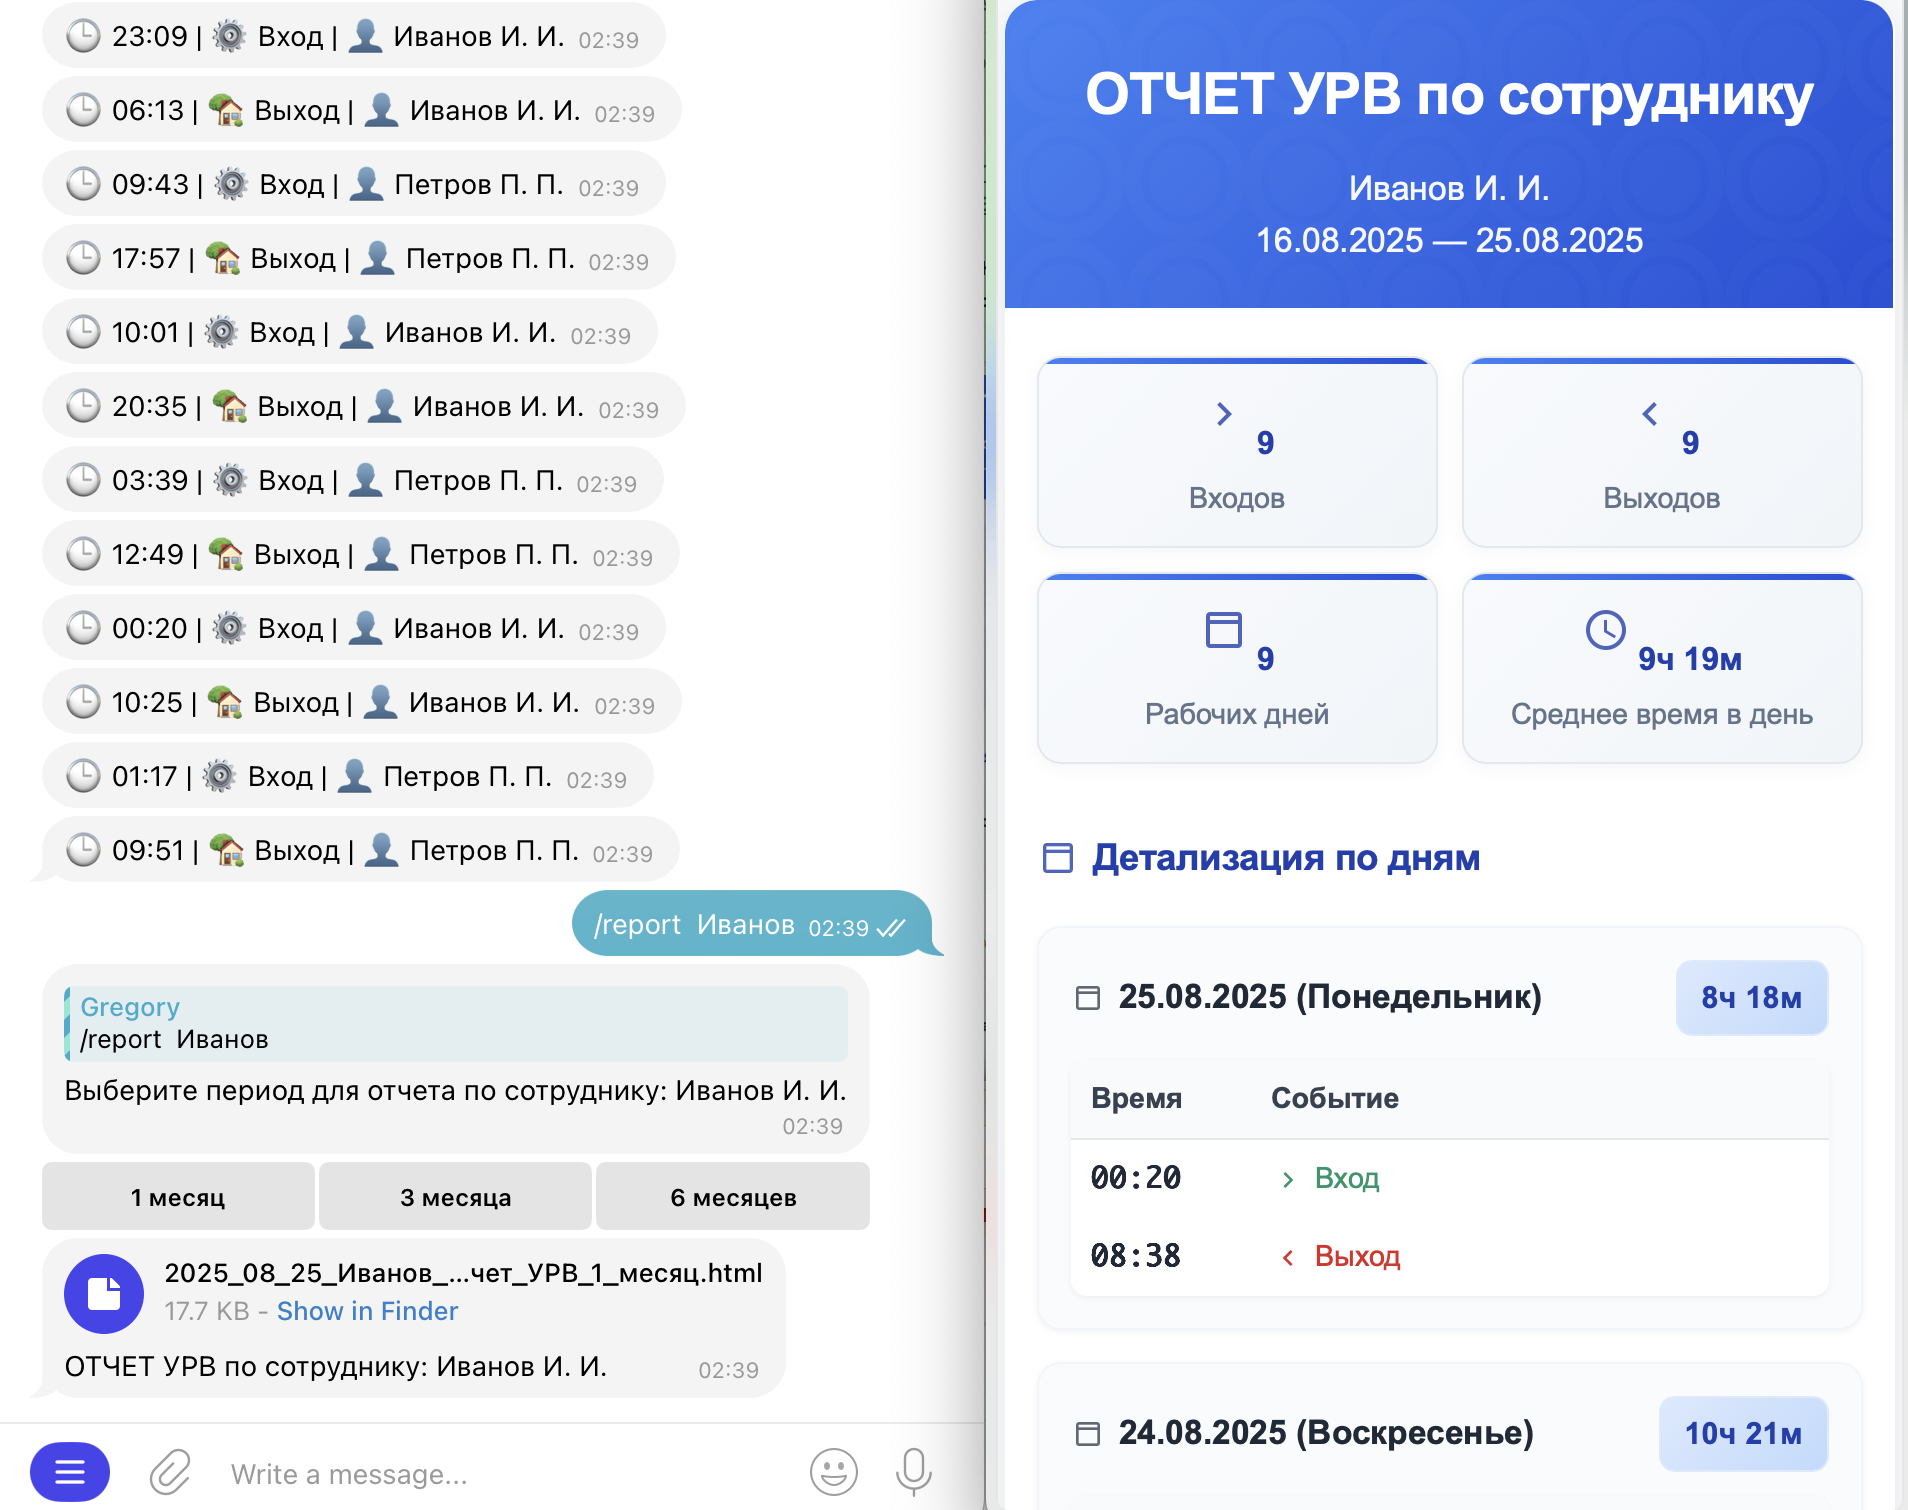 23:09 | Вход | Иванов И. И. 02:39
06:13 | Выход | Иванов И. И. 02:39
09:43 | Вход | Петров П. П. 02:39
17:57 | Выход | Петров П. П. 02:39
10:01 | Вход | Иванов И. И. 02:39
20:35 | Выход | Иванов И. И. 02:39
03:39 | Вход | Петров П. П. 02:39
12:49 | Выход | Петров П. П. 02:39
00:20 | Вход | Иванов И. И. 02:39
10:25 | Выход | Иванов И. И. 02:39
01:17 | Вход | Петров П. П. 02:39
09:51 | Выход | Петров П. П. 02:39
/report Иванов 02:39
Gregory
/report Иванов
Выберите период для отчета по сотруднику: Иванов И. И.
02:39
1 месяц
3 месяца
6 месяцев
2025_08_25_Иванов_...чет_УРВ_1_месяц.html
17.7 KB - Show in Finder
ОТЧЕТ УРВ по сотруднику: Иванов И. И. 02:39
Write a message...
ОТЧЕТ УРВ по сотруднику
Иванов И. И.
16.08.2025 — 25.08.2025
9
Входов
9
Выходов
9
Рабочих дней
9ч 19м
Среднее время в день
Детализация по дням
25.08.2025 (Понедельник) 8ч 18м
Время Событие
00:20 Вход
08:38 Выход
24.08.2025 (Воскресенье) 10ч 21м